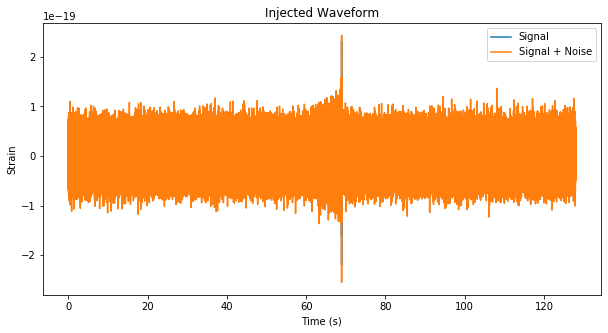 Injected Waveform
1e−19
Signal
Signal + Noise
2
1
0
−1
−2
Strain
0 20 40 60 80 100 120
Time (s)